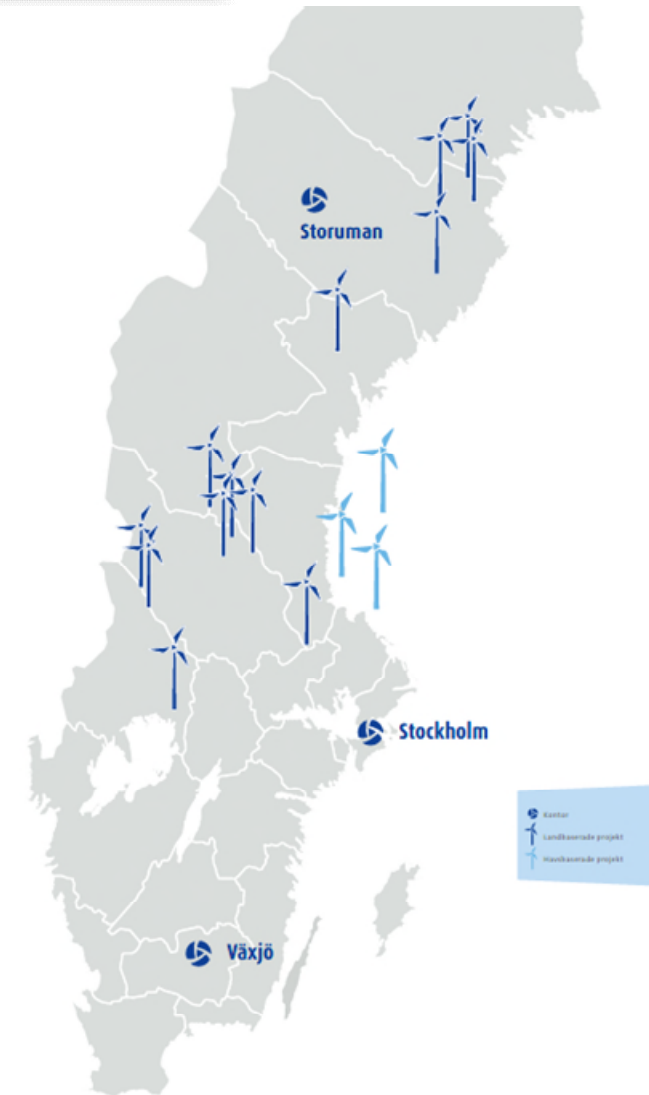 Storuman
Stockholm
Kontor
Landbaserade projekt
Havsbaserade projekt
Växjö